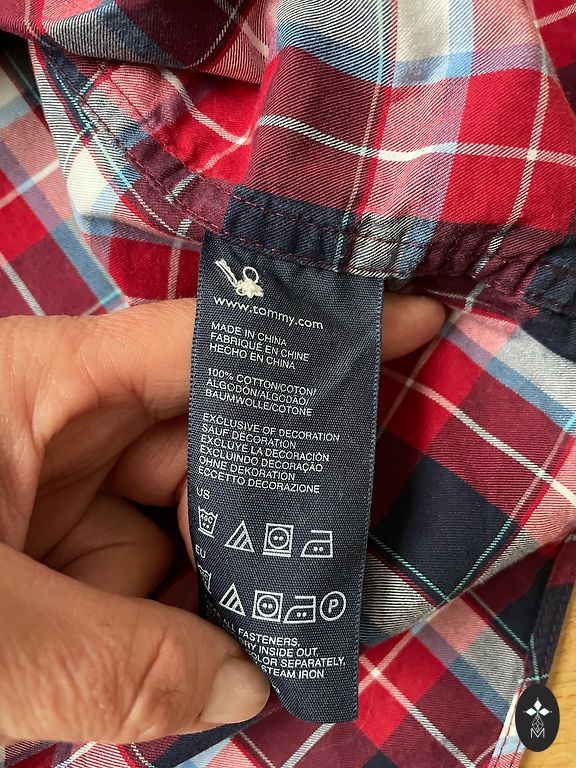 www.tommy.com
MADE IN CHINA
FABRIQUÉ EN CHINE
HECHO EN CHINA
100% COTTON/COTON/
ALGODÓN/ALGODÃO/
BAUMWOLLE/COTONE
EXCLUSIVE OF DECORATION
SAUF DÉCORATION
EXCLUYE LA DECORACIÓN
EXCLUINDO DECORAÇÃO
OHNE DEKORATION
ECCETTO DECORAZIONE
US
EU
P
ALL FASTENERS,
DRY INSIDE OUT,
COLOR SEPARATELY,
STEAM IRON
M